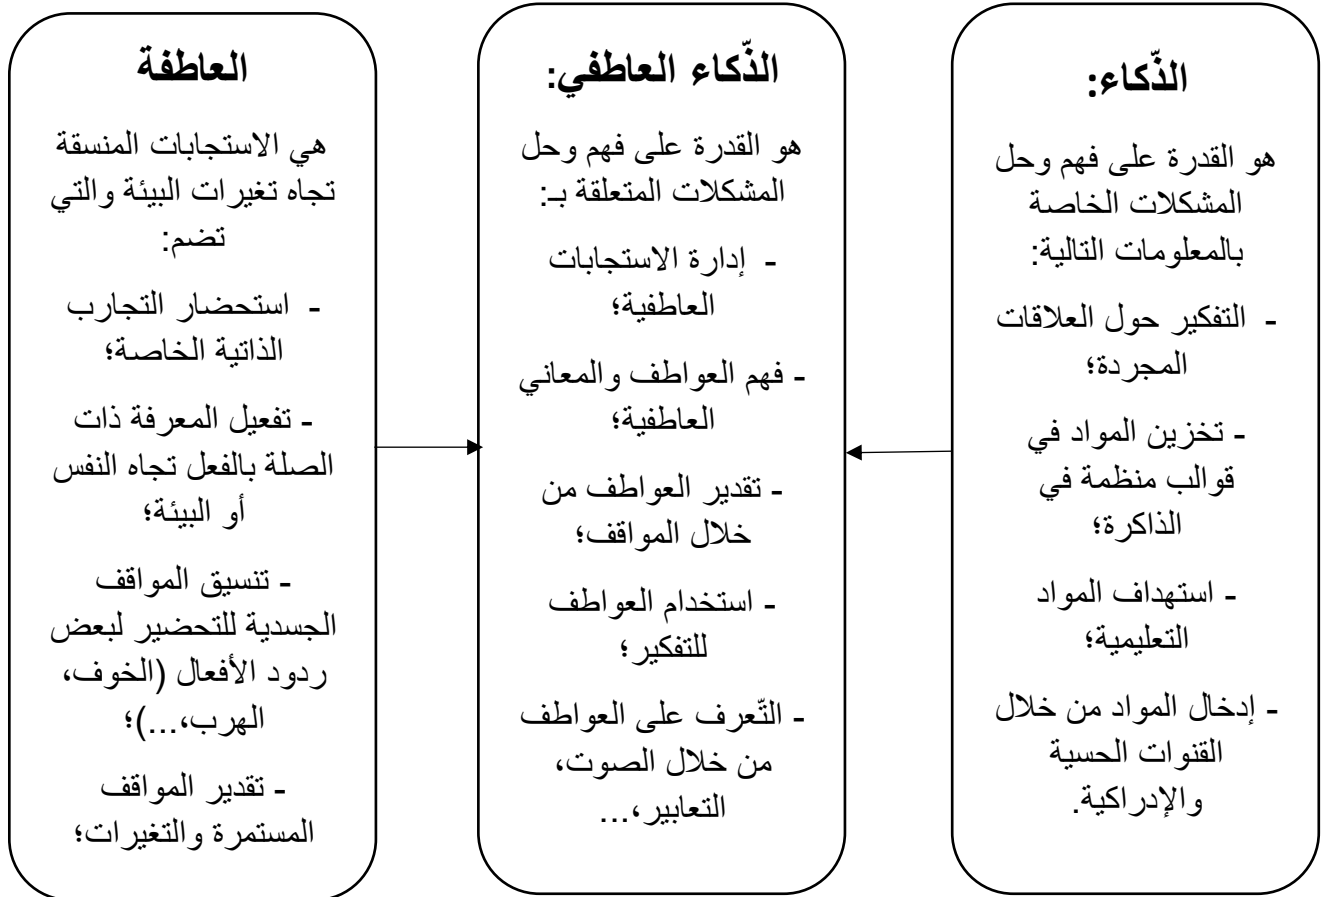 الذّكاء:
هو القدرة على فهم وحل
المشكلات الخاصة
بالمعلومات التالية:
- التفكير حول العلاقات
المجردة؛
- تخزين المواد في
قوالب منظمة في
الذاكرة؛
- استهداف المواد
التعليمية؛
- إدخال المواد من خلال
القنوات الحسية
والإدراكية.
الذّكاء العاطفي:
هو القدرة على فهم وحل
المشكلات المتعلقة بـ:
- إدارة الاستجابات
العاطفية؛
- فهم العواطف والمعاني
العاطفية؛
- تقدير العواطف من
خلال المواقف؛
- استخدام العواطف
للتفكير؛
- التّعرف على العواطف
من خلال الصوت،
التعابير،...
العاطفة
هي الاستجابات المنسقة
تجاه تغيرات البيئة والتي
تضم:
- استحضار التجارب
الذاتية الخاصة؛
- تفعيل المعرفة ذات
الصلة بالفعل تجاه النفس
أو البيئة؛
- تنسيق المواقف
الجسدية للتحضير لبعض
ردود الأفعال (الخوف،
الهرب،...)؛
- تقدير المواقف
المستمرة والتغيرات؛